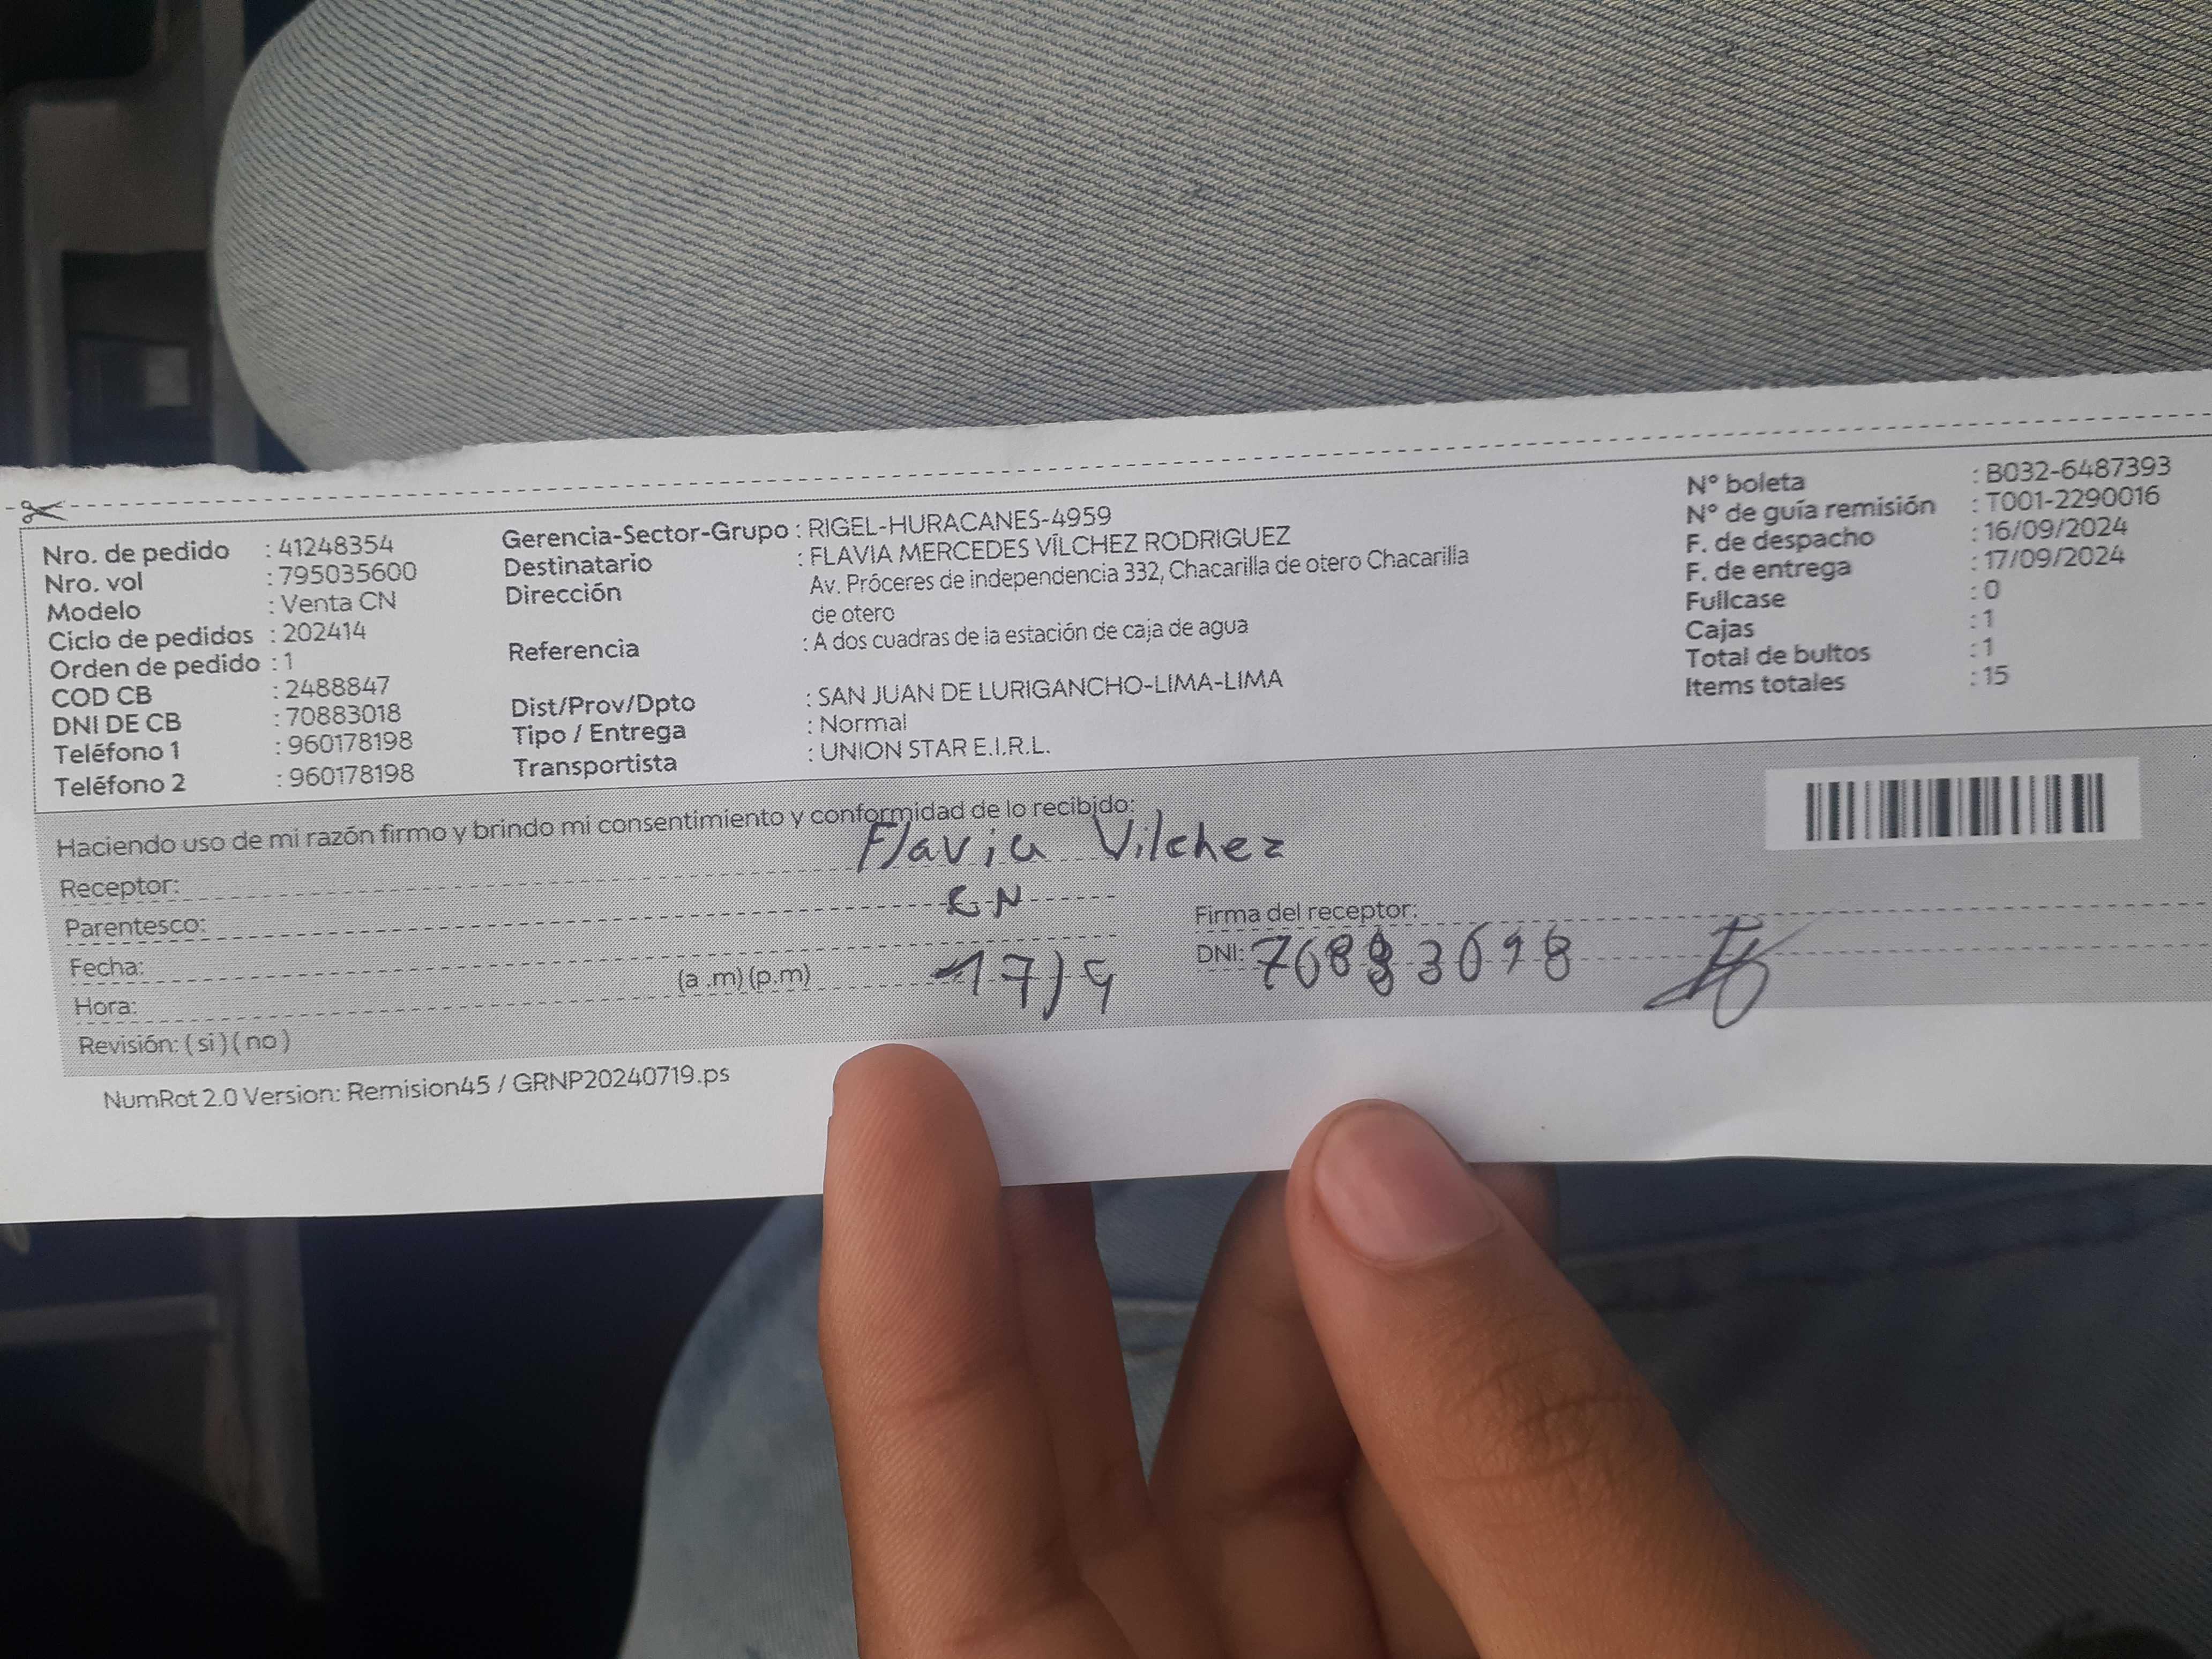 Nro. de pedido : 41248354
Nro. vol : 795035600
Modelo : Venta CN
Ciclo de pedidos : 202414
Orden de pedido : 1
COD CB : 2488847
DNI DE CB : 70883018
Teléfono 1 : 960178198
Teléfono 2 : 960178198
Gerencia-Sector-Grupo : RIGEL-HURACANES-4959
Destinatario : FLAVIA MERCEDES VÍLCHEZ RODRIGUEZ
Dirección Av. Próceres de independencia 332, Chacarilla de otero Chacarilla
de otero
Referencia : A dos cuadras de la estación de caja de agua
Dist/Prov/Dpto : SAN JUAN DE LURIGANCHO-LIMA-LIMA
Tipo / Entrega : Normal
Transportista : UNION STAR E.I.R.L.
N° boleta : B032-6487393
N° de guía remisión : T001-2290016
F. de despacho : 16/09/2024
F. de entrega : 17/09/2024
Fullcase : 0
Cajas : 1
Total de bultos : 1
Items totales : 15
Haciendo uso de mi razón firmo y brindo mi consentimiento y conformidad de lo recibido:
Receptor: Flavia Vilchez
Parentesco: CN
Fecha: 17/9
Hora: (a .m) (p.m)
Revisión: ( si ) ( no )
Firma del receptor:
DNI:
NumRot 2.0 Version: Remision45 / GRNP20240719.ps